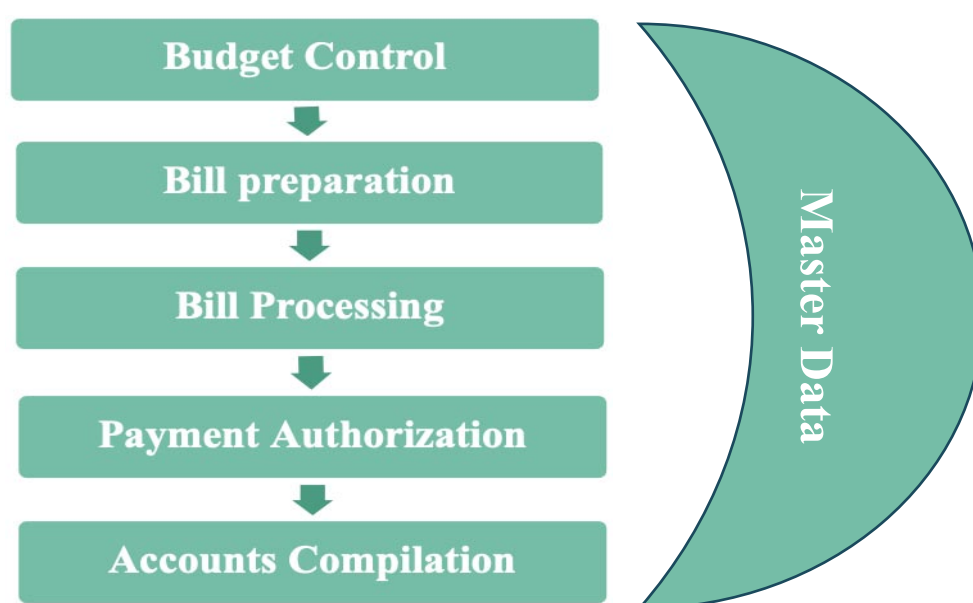 Budget Control
Bill preparation
Bill Processing
Payment Authorization
Accounts Compilation
Master Data